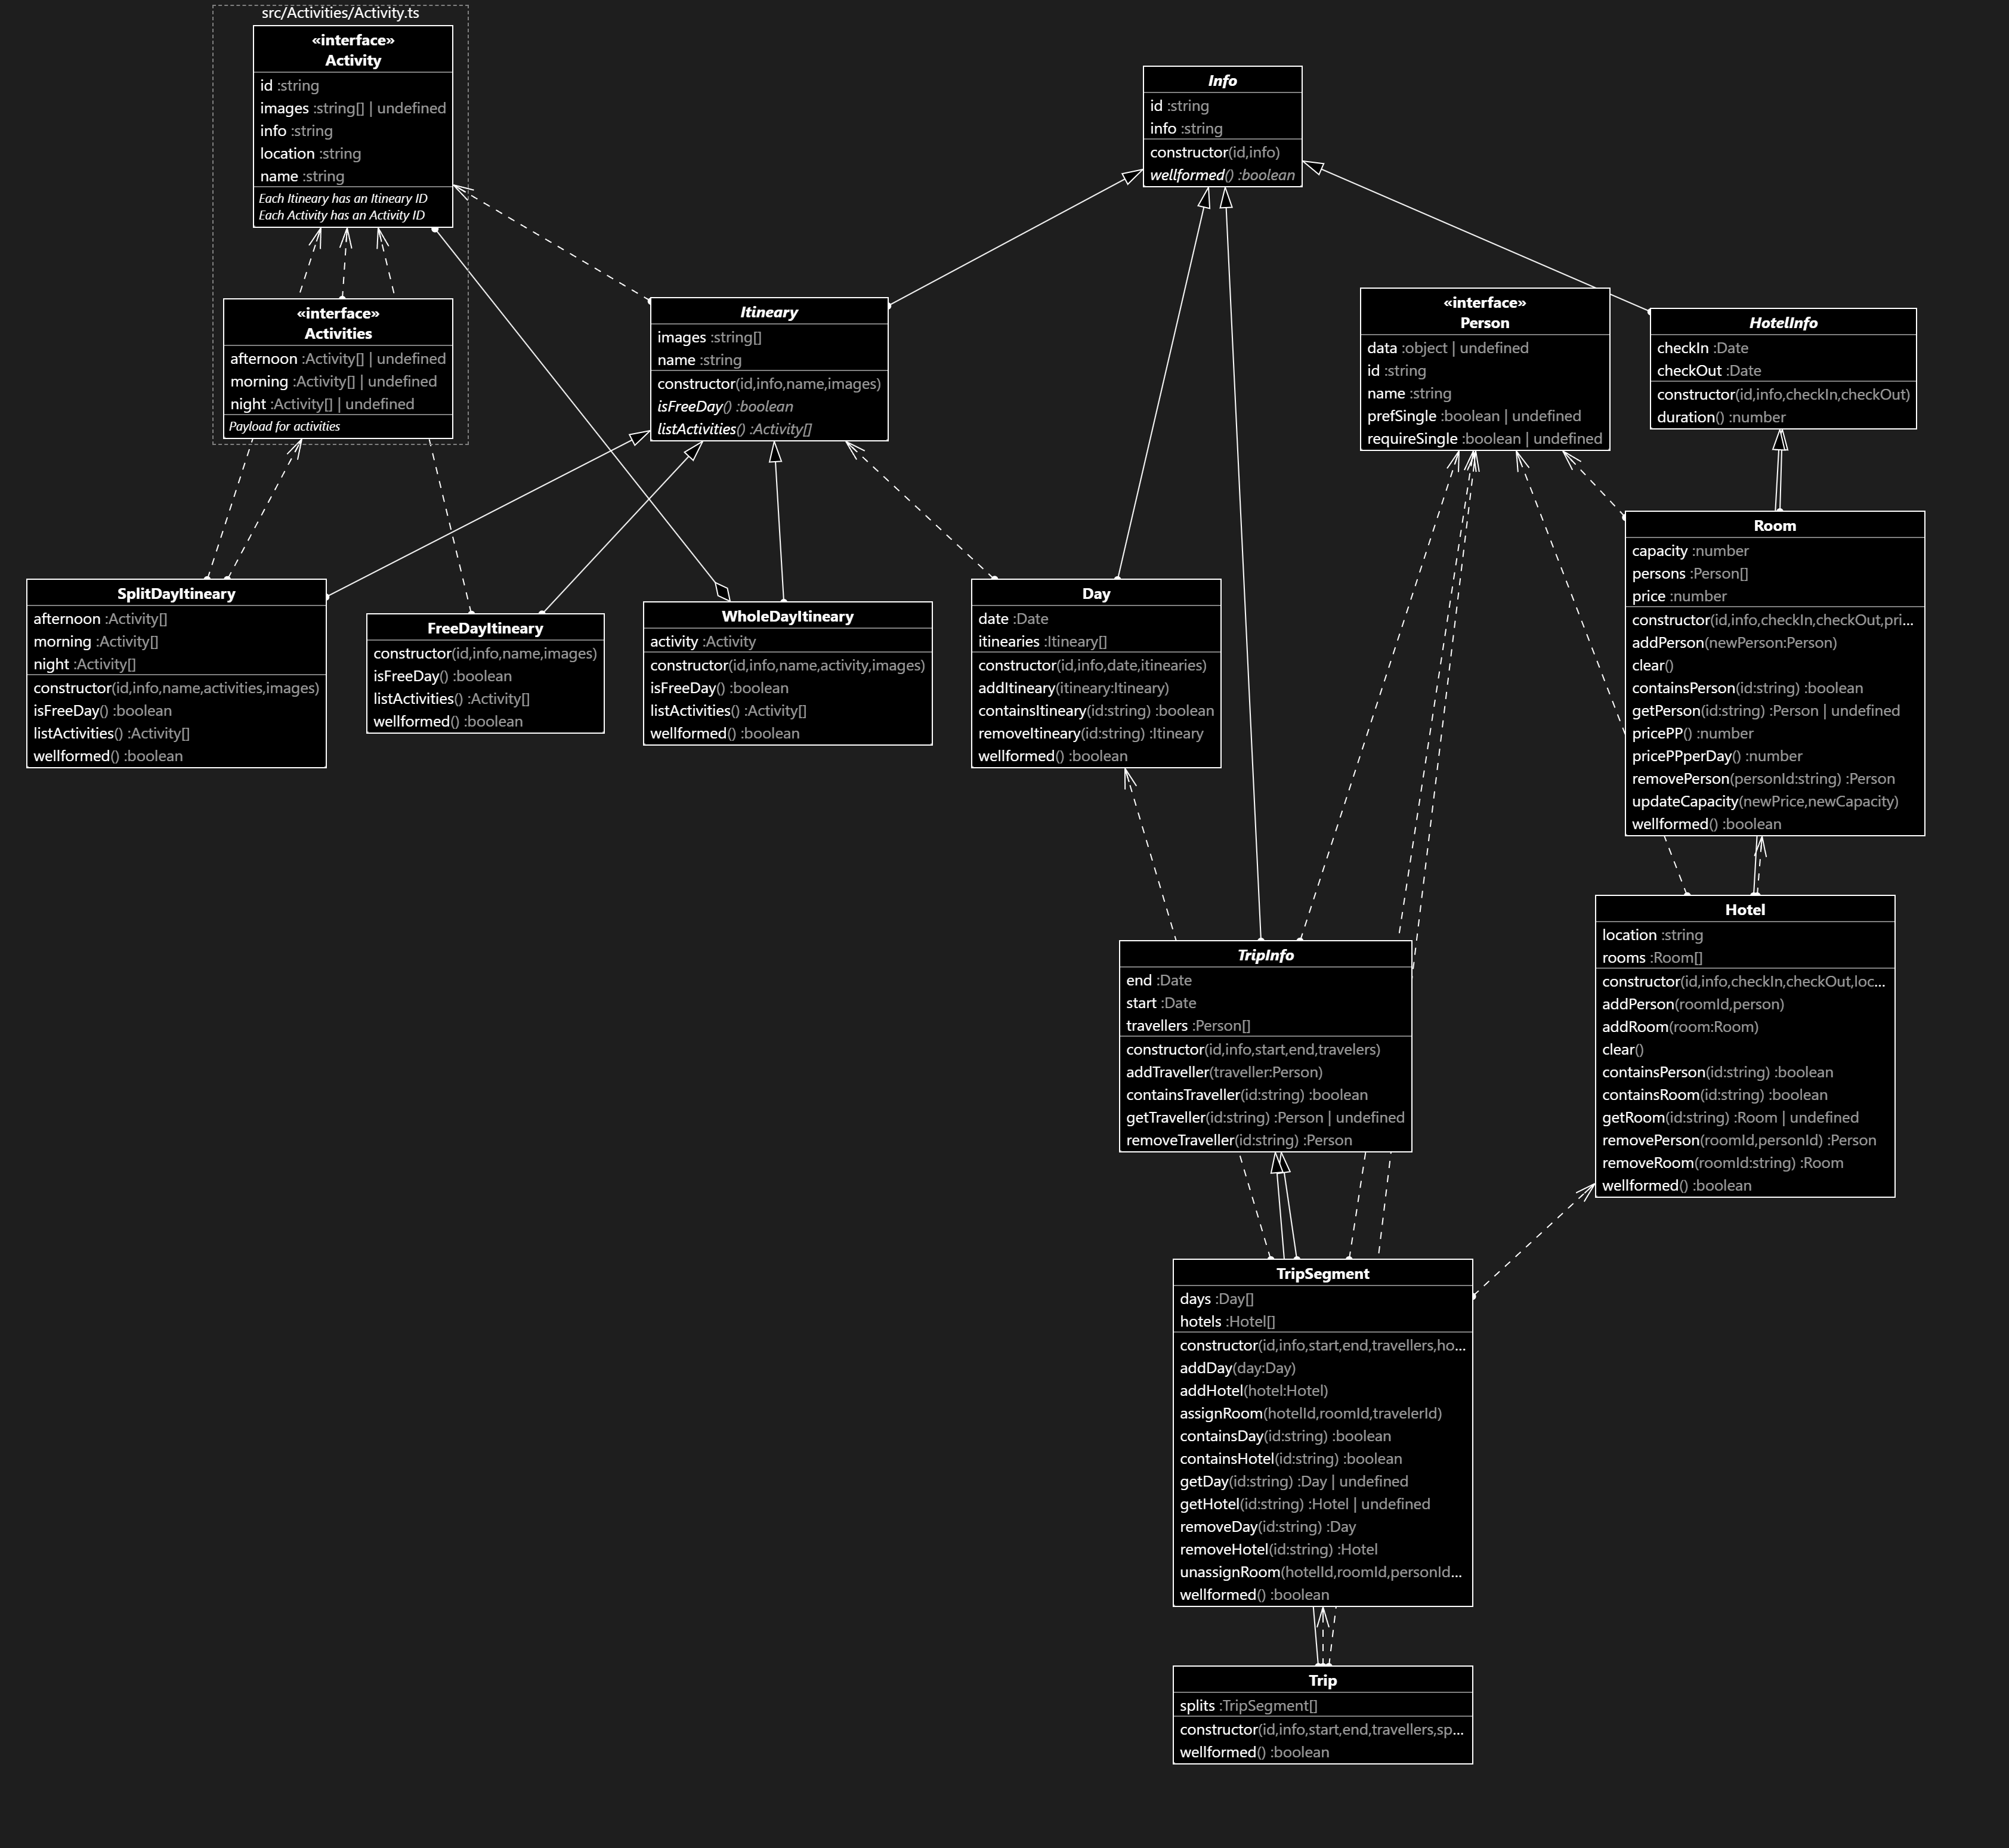 src/Activities/Activity.ts
«interface»
Activity
id :string
images :string[] | undefined
info :string
location :string
name :string
Each Itineary has an Itineary ID
Each Activity has an Activity ID
«interface»
Activities
afternoon :Activity[] | undefined
morning :Activity[] | undefined
night :Activity[] | undefined
Payload for activities
Info
id :string
info :string
constructor(id,info)
wellformed() :boolean
Itineary
images :string[]
name :string
constructor(id,info,name,images)
isFreeDay() :boolean
listActivities() :Activity[]
«interface»
Person
data :object | undefined
id :string
name :string
prefSingle :boolean | undefined
requireSingle :boolean | undefined
HotelInfo
checkIn :Date
checkOut :Date
constructor(id,info,checkIn,checkOut)
duration() :number
SplitDayItineary
afternoon :Activity[]
morning :Activity[]
night :Activity[]
constructor(id,info,name,activities,images)
isFreeDay() :boolean
listActivities() :Activity[]
wellformed() :boolean
FreeDayItineary
constructor(id,info,name,images)
isFreeDay() :boolean
listActivities() :Activity[]
wellformed() :boolean
WholeDayItineary
activity :Activity
constructor(id,info,name,activity,images)
isFreeDay() :boolean
listActivities() :Activity[]
wellformed() :boolean
Day
date :Date
itinearies :Itineary[]
constructor(id,info,date,itinearies)
addItineary(itineary:Itineary)
containsItineary(id:string) :boolean
removeItineary(id:string) :Itineary
wellformed() :boolean
Room
capacity :number
persons :Person[]
price :number
constructor(id,info,checkIn,checkOut,pri...
addPerson(newPerson:Person)
clear()
containsPerson(id:string) :boolean
getPerson(id:string) :Person | undefined
pricePP() :number
pricePPperDay() :number
removePerson(personId:string) :Person
updateCapacity(newPrice,newCapacity)
wellformed() :boolean
Hotel
location :string
rooms :Room[]
constructor(id,info,checkIn,checkOut,loc...
addPerson(roomId,person)
addRoom(room:Room)
clear()
containsPerson(id:string) :boolean
containsRoom(id:string) :boolean
getRoom(id:string) :Room | undefined
removePerson(roomId,personId) :Person
removeRoom(roomId:string) :Room
wellformed() :boolean
TripInfo
end :Date
start :Date
travellers :Person[]
constructor(id,info,start,end,travelers)
addTraveller(traveller:Person)
containsTraveller(id:string) :boolean
getTraveller(id:string) :Person | undefined
removeTraveller(id:string) :Person
TripSegment
days :Day[]
hotels :Hotel[]
constructor(id,info,start,end,travellers,ho...
addDay(day:Day)
addHotel(hotel:Hotel)
assignRoom(hotelId,roomId,travelerId)
containsDay(id:string) :boolean
containsHotel(id:string) :boolean
getDay(id:string) :Day | undefined
getHotel(id:string) :Hotel | undefined
removeDay(id:string) :Day
removeHotel(id:string) :Hotel
unassignRoom(hotelId,roomId,personId...
wellformed() :boolean
Trip
splits :TripSegment[]
constructor(id,info,start,end,travellers,sp...
wellformed() :boolean